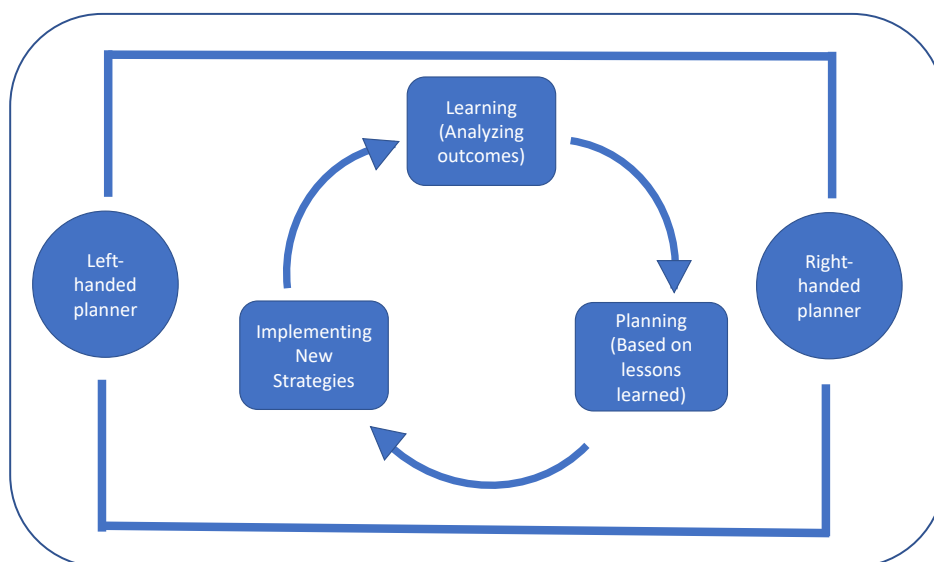 Learning
(Analyzing
outcomes)
Left-
handed
planner
Right-
handed
planner
Implementing
New
Strategies
Planning
(Based on
lessons
learned)